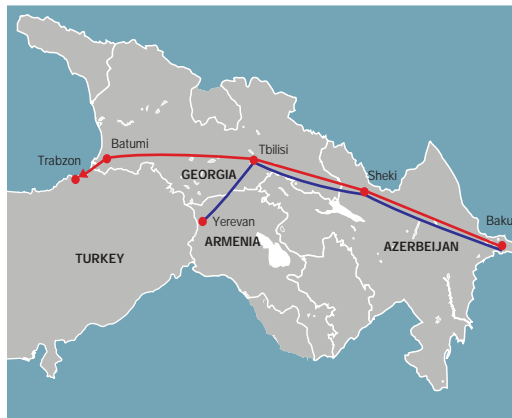 Batumi
Tbilisi
Trabzon
GEORGIA
Sheki
Yerevan
Baku
ARMENIA
AZERBEIJAN
TURKEY